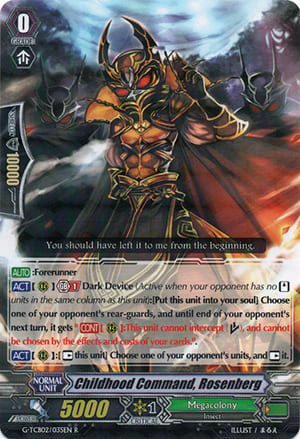 0
GRADE
10000
You should have left it to me from the beginning.
AUTO :Forerunner
ACT [ ]:GB 1 Dark Device (Active when your opponent has no
units in the same column as this unit):[Put this unit into your soul] Choose
one of your opponent's rear-guards, and until end of your opponent's
next turn, it gets " CONT [ ]:This unit cannot intercept , and cannot
be chosen by the effects and costs of your cards."
ACT [ ]:[ this unit] Choose one of your opponent's units, and it.
NORMAL
UNIT
Childhood Command, Rosenberg
5000
1
CRITICAL
Megacolony
Insect
G-TCB02/035EN R
ILLUST /